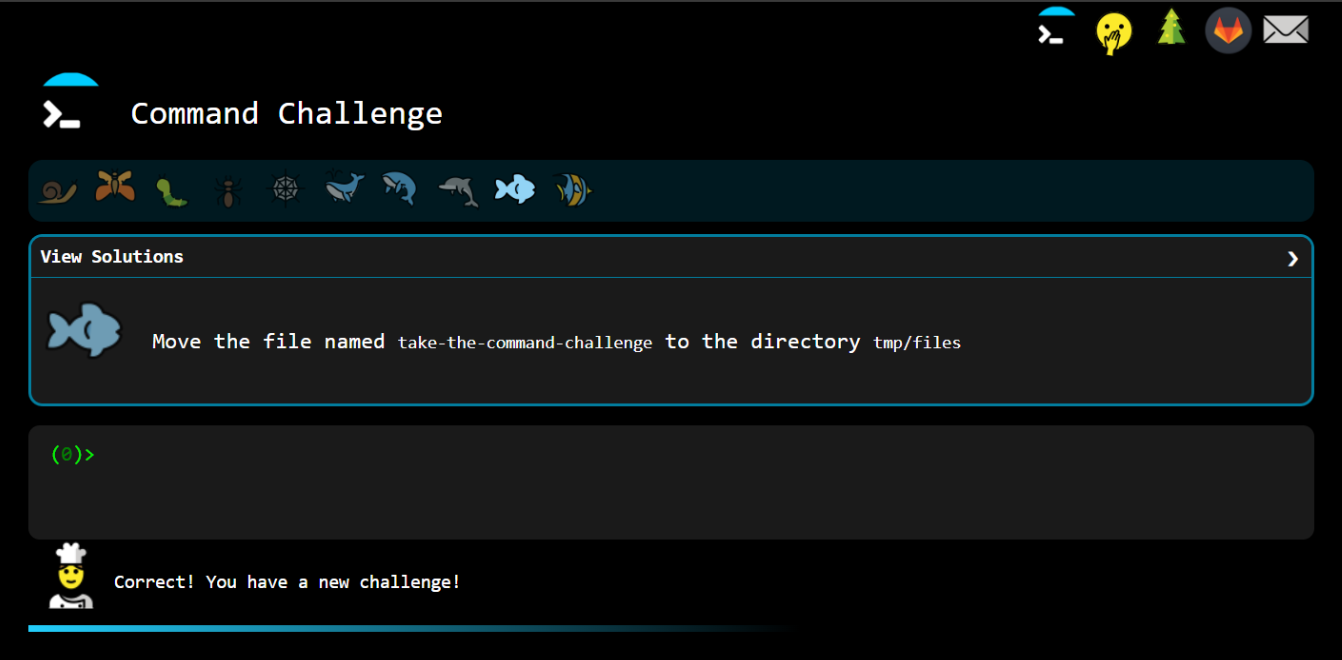 Command Challenge
View Solutions
Move the file named take-the-command-challenge to the directory tmp/files
(0)>
Correct! You have a new challenge!